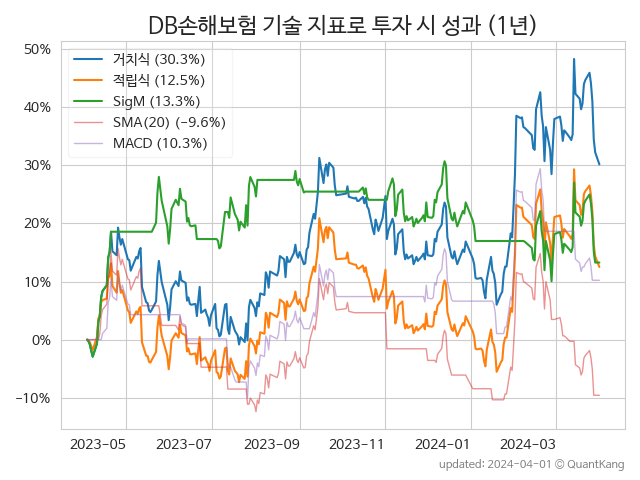 DB손해보험 기술 지표로 투자 시 성과 (1년)
50%
40%
30%
20%
10%
0%
−10%
거치식 (30.3%)
적립식 (12.5%)
SigM (13.3%)
SMA(20) (−9.6%)
MACD (10.3%)
2023-05
2023-07
2023-09
2023-11
2024-01
2024-03
updated: 2024-04-01 © QuantKang